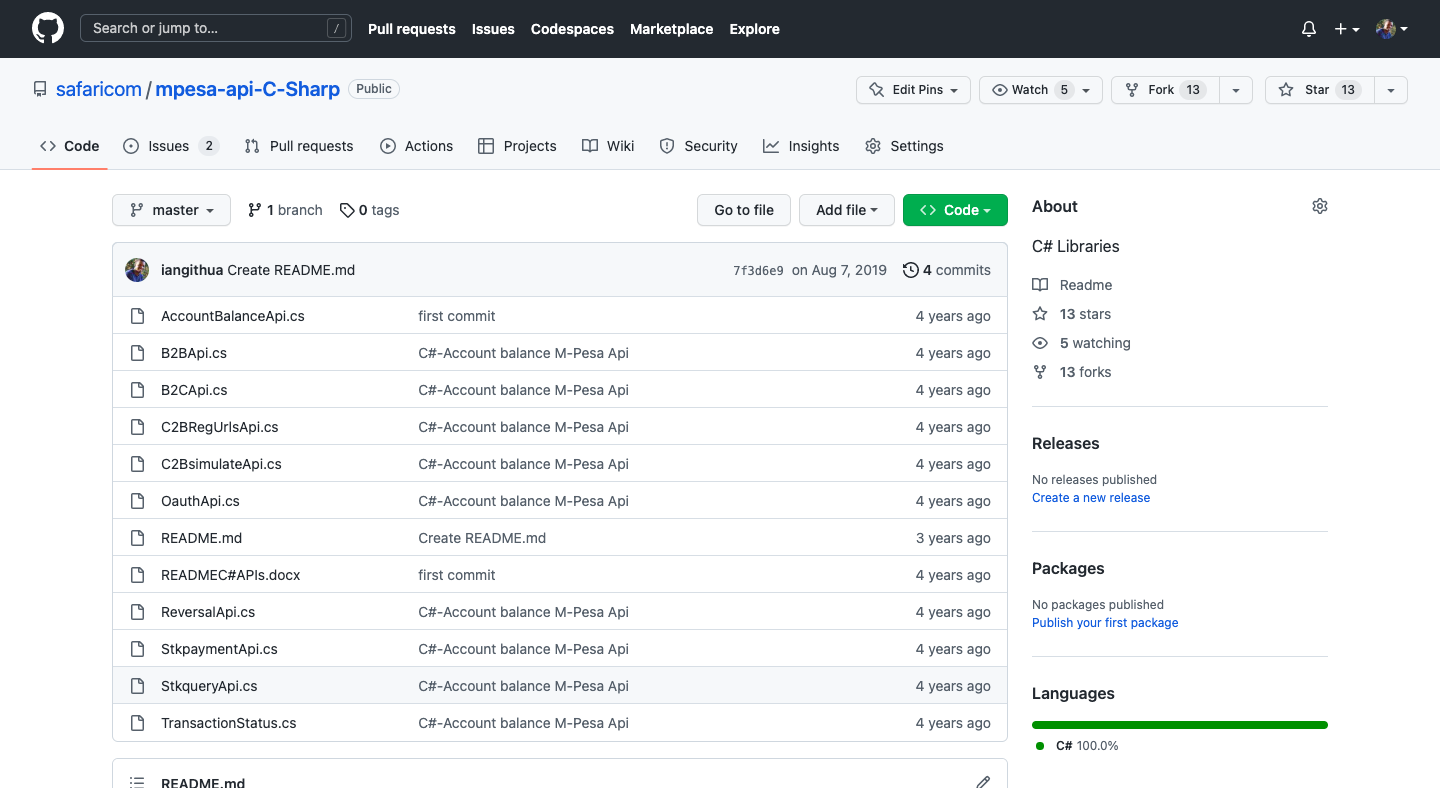 Search or jump to... /
Pull requests Issues Codespaces Marketplace Explore
safaricom / mpesa-api-C-Sharp Public
Edit Pins Watch 5 Fork 13 Star 13
Code Issues 2 Pull requests Actions Projects Wiki Security Insights Settings
master 1 branch 0 tags Go to file Add file Code
iangithua Create README.md 7f3d6e9 on Aug 7, 2019 4 commits
AccountBalanceApi.cs first commit 4 years ago
B2BApi.cs C#-Account balance M-Pesa Api 4 years ago
B2CApi.cs C#-Account balance M-Pesa Api 4 years ago
C2BRegUrlsApi.cs C#-Account balance M-Pesa Api 4 years ago
C2BsimulateApi.cs C#-Account balance M-Pesa Api 4 years ago
OauthApi.cs C#-Account balance M-Pesa Api 4 years ago
README.md Create README.md 3 years ago
READMEC#APIs.docx first commit 4 years ago
ReversalApi.cs C#-Account balance M-Pesa Api 4 years ago
StkpaymentApi.cs C#-Account balance M-Pesa Api 4 years ago
StkqueryApi.cs C#-Account balance M-Pesa Api 4 years ago
TransactionStatus.cs C#-Account balance M-Pesa Api 4 years ago
README.md
About
C# Libraries
Readme
13 stars
5 watching
13 forks
Releases
No releases published
Create a new release
Packages
No packages published
Publish your first package
Languages
C# 100.0%